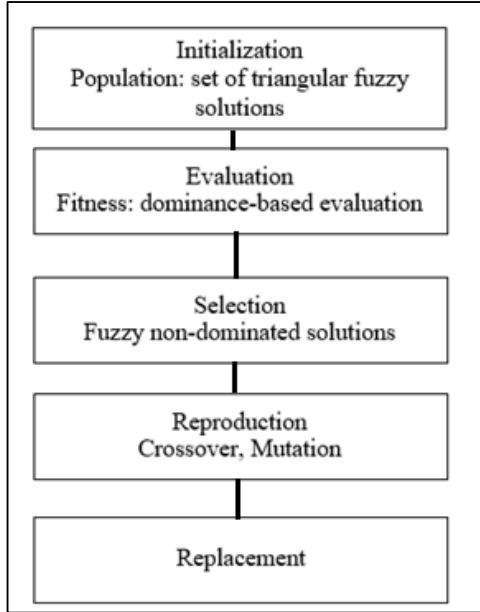 Initialization
Population: set of triangular fuzzy
solutions
Evaluation
Fitness: dominance-based evaluation
Selection
Fuzzy non-dominated solutions
Reproduction
Crossover, Mutation
Replacement